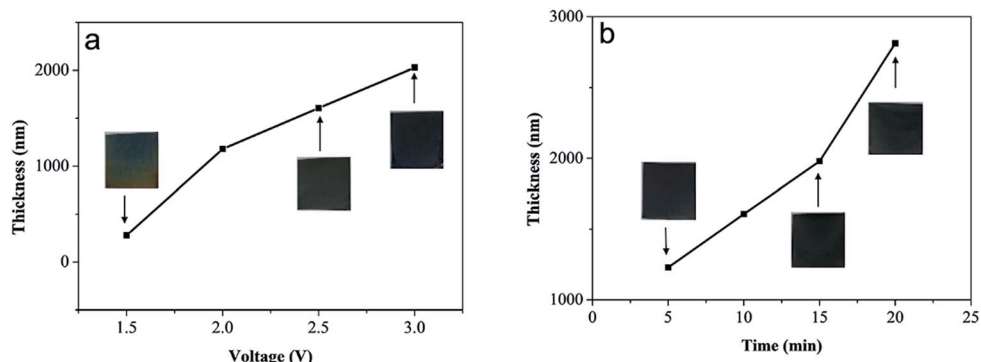 a
2000
1000
0
Thickness (nm)
1.5 2.0 2.5 3.0
Voltage (V)
b
3000
2000
1000
Thickness (nm)
0 5 10 15 20 25
Time (min)